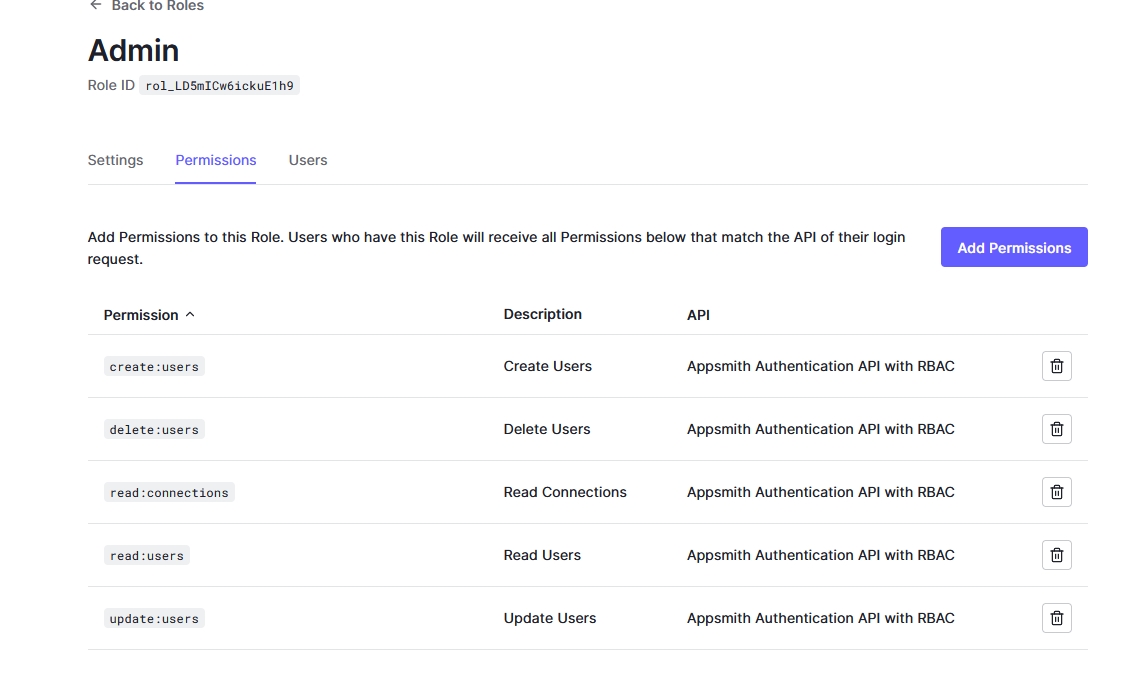 Back to Roles
Admin
Role ID rol_LD5mICw6ickuE1h9
Settings Permissions Users
Add Permissions to this Role. Users who have this Role will receive all Permissions below that match the API of their login
request.
Add Permissions
Permission Description API
create:users Create Users Appsmith Authentication API with RBAC
delete:users Delete Users Appsmith Authentication API with RBAC
read:connections Read Connections Appsmith Authentication API with RBAC
read:users Read Users Appsmith Authentication API with RBAC
update:users Update Users Appsmith Authentication API with RBAC